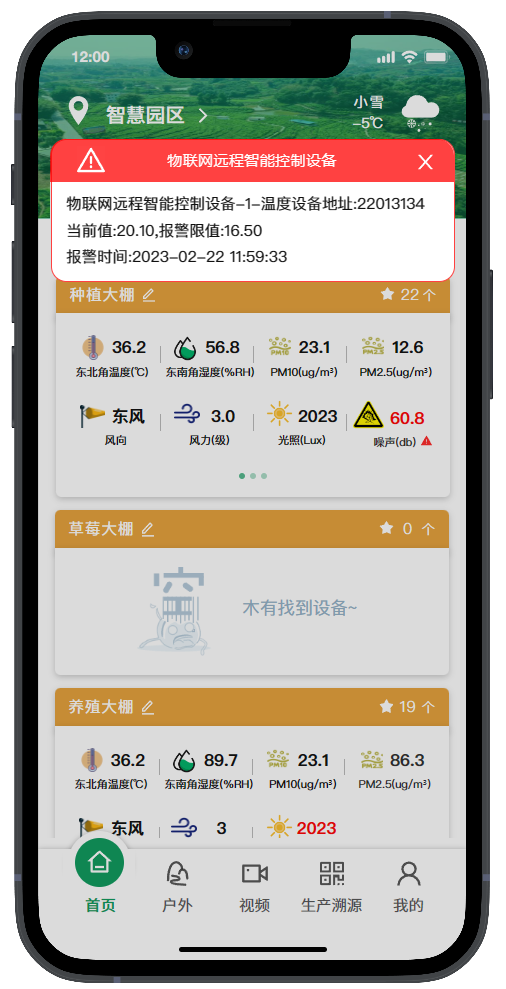 12:00
智慧园区
小雪
-5℃
物联网远程智能控制设备
物联网远程智能控制设备-1-温度设备地址:22013134
当前值:20.10,报警限值:16.50
报警时间:2023-02-22 11:59:33
种植大棚 22 个
36.2 56.8 23.1 12.6
PM10 PM2.5
东北角温度(℃) 东南角湿度(%RH) PM10(ug/m³) PM2.5(ug/m³)
东风 3.0 2023 60.8
风向 风力(级) 光照(Lux) 噪声(db)
草莓大棚 0 个
穷
木有找到设备~
养殖大棚 19 个
36.2 89.7 23.1 86.3
PM10 PM2.5
东北角温度(℃) 东南角湿度(%RH) PM10(ug/m³) PM2.5(ug/m³)
东风 3 2023
首页 户外 视频 生产溯源 我的